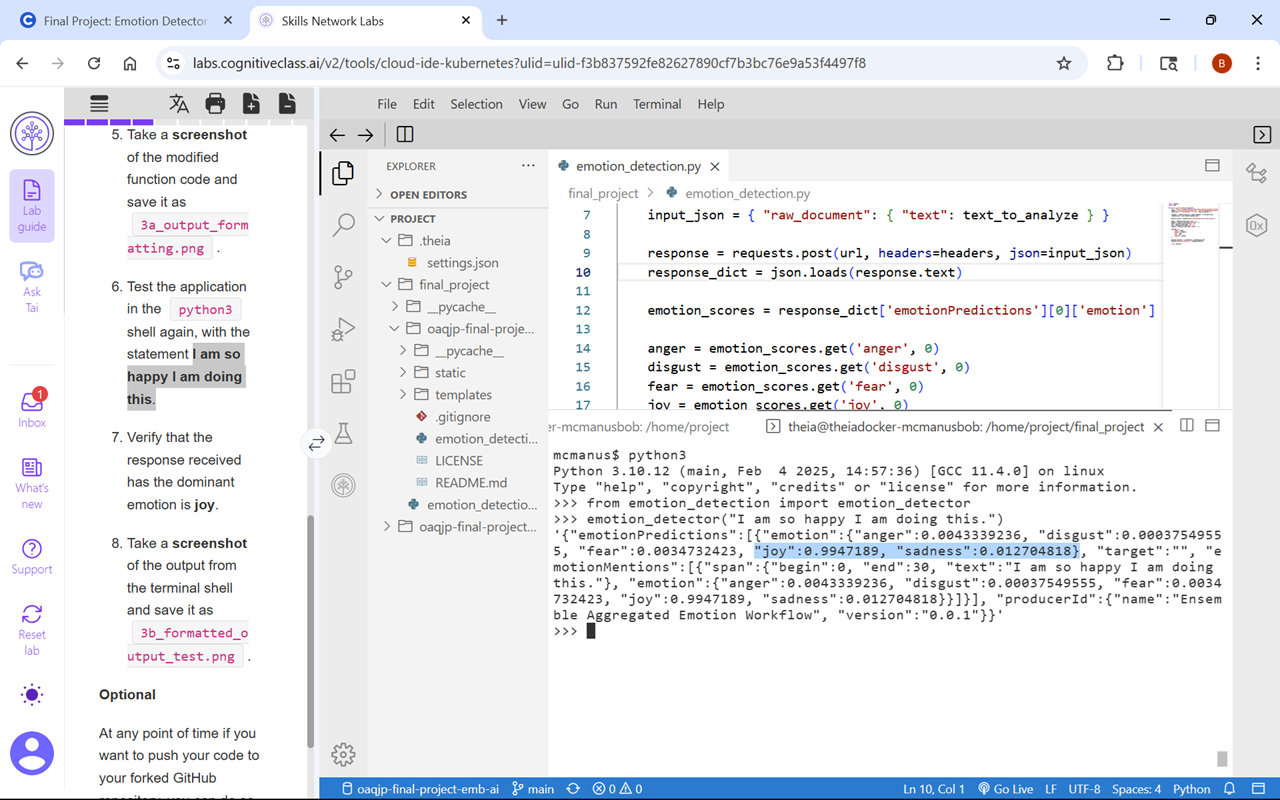 Final Project: Emotion Detector
Skills Network Labs
labs.cognitiveclass.ai/v2/tools/cloud-ide-kubernetes?ulid=ulid-f3b837592fe82627890cf7b3bc76e9a53f4497f8
B
Lab guide
Ask Tai
1
Inbox
What's new
Support
Reset lab
5. Take a screenshot
of the modified
function code and
save it as
3a_output_form
atting.png .
6. Test the application
in the python3
shell again, with the
statement I am so
happy I am doing
this.
7. Verify that the
response received
has the dominant
emotion is joy.
8. Take a screenshot
of the output from
the terminal shell
and save it as
3b_formatted_o
utput_test.png .
Optional
At any point of time if you
want to push your code to
your forked GitHub
File Edit Selection View Go Run Terminal Help
EXPLORER
OPEN EDITORS
PROJECT
.theia
settings.json
final_project
__pycache__
oaqjp-final-proje...
__pycache__
static
templates
.gitignore
emotion_detecti...
LICENSE
README.md
emotion_detectio...
oaqjp-final-project...
emotion_detection.py
final_project > emotion_detection.py
7 input_json = { "raw_document": { "text": text_to_analyze } }
8
9 response = requests.post(url, headers=headers, json=input_json)
10 response_dict = json.loads(response.text)
11
12 emotion_scores = response_dict['emotionPredictions'][0]['emotion']
13
14 anger = emotion_scores.get('anger', 0)
15 disgust = emotion_scores.get('disgust', 0)
16 fear = emotion_scores.get('fear', 0)
17 joy = emotion_scores.get('joy', 0)
er-mcmanusbob: /home/project
theia@theiadocker-mcmanusbob: /home/project/final_project
mcmanus$ python3
Python 3.10.12 (main, Feb  4 2025, 14:57:36) [GCC 11.4.0] on linux
Type "help", "copyright", "credits" or "license" for more information.
>>> from emotion_detection import emotion_detector
>>> emotion_detector("I am so happy I am doing this.")
'{"emotionPredictions":[{"emotion":{"anger":0.0043339236, "disgust":0.0003754955
5, "fear":0.0034732423, "joy":0.9947189, "sadness":0.012704818}, "target":"", "e
motionMentions":[{"span":{"begin":0, "end":30, "text":"I am so happy I am doing
this."}, "emotion":{"anger":0.0043339236, "disgust":0.00037549555, "fear":0.0034
732423, "joy":0.9947189, "sadness":0.012704818}}]}], "producerId":{"name":"Ensem
ble Aggregated Emotion Workflow", "version":"0.0.1"}}'
>>>
oaqjp-final-project-emb-ai main 0 0 Ln 10, Col 1 Go Live LF UTF-8 Spaces: 4 Python